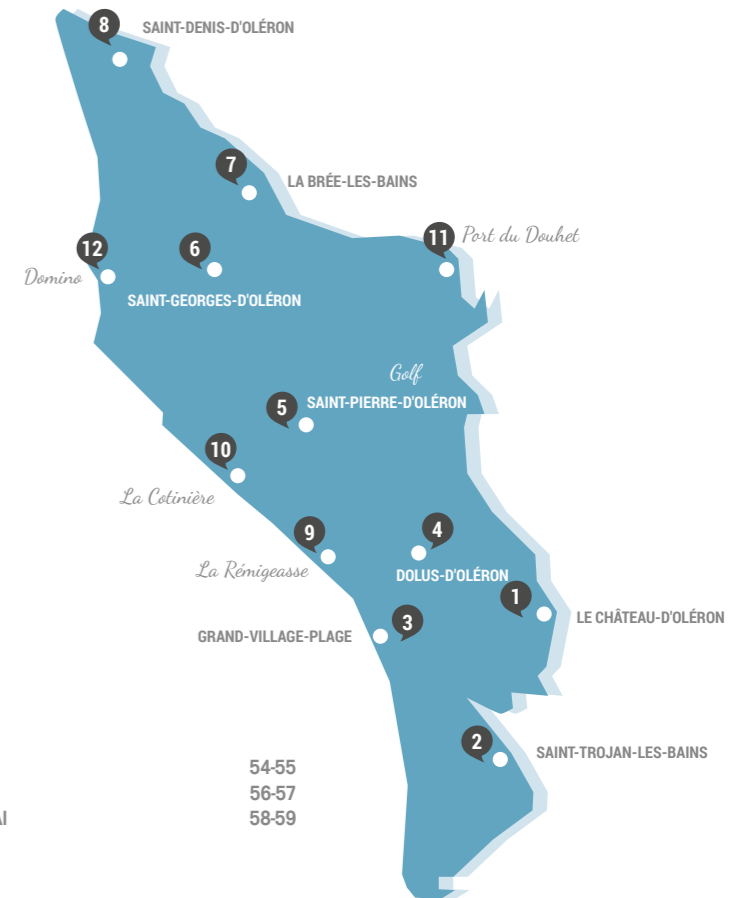 8
SAINT-DENIS-D'OLÉRON
7
LA BRÉE-LES-BAINS
11
Port du Douhet
12
6
Domino
SAINT-GEORGES-D'OLÉRON
Golf
5
SAINT-PIERRE-D'OLÉRON
10
La Cotinière
9
4
La Rémigeasse
DOLUS-D'OLÉRON
1
LE CHÂTEAU-D'OLÉRON
3
GRAND-VILLAGE-PLAGE
2
SAINT-TROJAN-LES-BAINS
54-55
56-57
AI 58-59